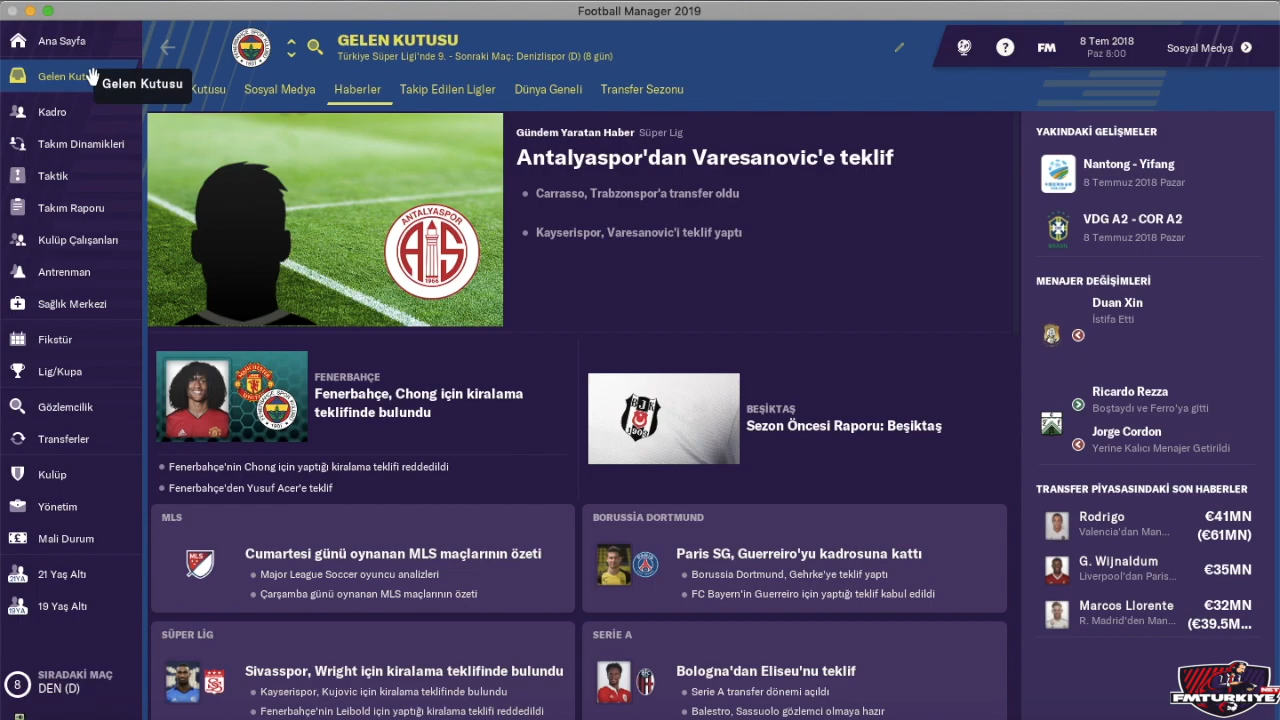 Football Manager 2019
Ana Sayfa
Gelen Kutusu
Kadro
Takım Dinamikleri
Taktik
Takım Raporu
Kulüp Çalışanları
Antrenman
Sağlık Merkezi
Fikstür
Lig/Kupa
Gözlemcilik
Transferler
Kulüp
Yönetim
Mali Durum
21YA
21 Yaş Altı
19YA
19 Yaş Altı
8
SIRADAKİ MAÇ
DEN (D)
GELEN KUTUSU
Türkiye Süper Ligi'nde 9. - Sonraki Maç: Denizlispor (D) (8 gün)
?
FM
8 Tem 2018
Paz 8:00
Sosyal Medya
Kutusu
Sosyal Medya
Haberler
Takip Edilen Ligler
Dünya Geneli
Transfer Sezonu
ANTALYASPOR
1966
Gündem Yaratan Haber Süper Lig
Antalyaspor'dan Varesanovic'e teklif
Carrasso, Trabzonspor'a transfer oldu
Kayserispor, Varesanovic'i teklif yaptı
FENERBAHÇE
Fenerbahçe, Chong için kiralama
teklifinde bulundu
Fenerbahçe'nin Chong için yaptığı kiralama teklifi reddedildi
Fenerbahçe'den Yusuf Acer'e teklif
BJK
1903
BEŞİKTAŞ
Sezon Öncesi Raporu: Beşiktaş
MLS
MLS
Cumartesi günü oynanan MLS maçlarının özeti
Major League Soccer oyuncu analizleri
Çarşamba günü oynanan MLS maçlarının özeti
BORUSSİA DORTMUND
Paris SG, Guerreiro'yu kadrosuna kattı
Borussia Dortmund, Gehrke'ye teklif yaptı
FC Bayern'in Guerreiro için yaptığı teklif kabul edildi
SÜPER LİG
Sivasspor, Wright için kiralama teklifinde bulundu
Kayserispor, Kujovic için kiralama teklifinde bulundu
Fenerbahçe'nin Leibold için yaptığı kiralama teklifi reddedildi
SERİE A
Bologna'dan Eliseu'nu teklif
Serie A transfer dönemi açıldı
Balestro, Sassuolo gözlemci olmaya hazır
YAKINDAKİ GELİŞMELER
Nantong - Yifang
8 Temmuz 2018 Pazar
VDG A2 - COR A2
8 Temmuz 2018 Pazar
BRASIL
MENAJER DEĞİŞİMLERİ
Duan Xin
İstifa Etti
Ricardo Rezza
Boştaydı ve Ferro'ya gitti
Jorge Cordon
Yerine Kalıcı Menajer Getirildi
TRANSFER PİYASASINDAKİ SON HABERLER
Rodrigo
Valencia'dan Man...
€41MN
(€61MN)
G. Wijnaldum
Liverpool'dan Paris...
€35MN
Marcos Llorente
R. Madrid'den Man...
€32MN
(€39.5M...
FMTURKIYE.NET